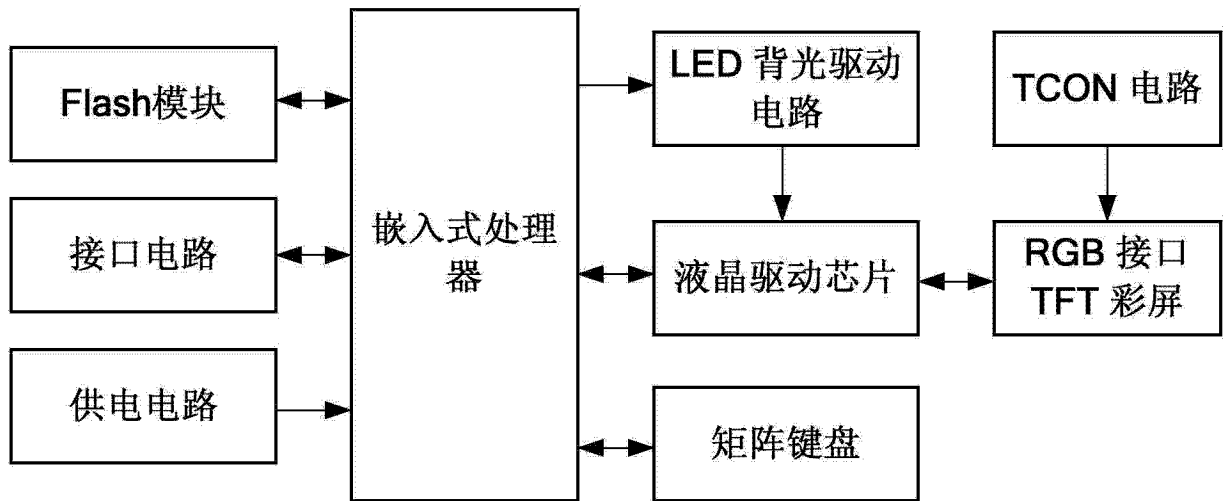 Flash模块
接口电路
供电电路
嵌入式处理
器
LED 背光驱动
电路
液晶驱动芯片
矩阵键盘
TCON 电路
RGB 接口
TFT 彩屏